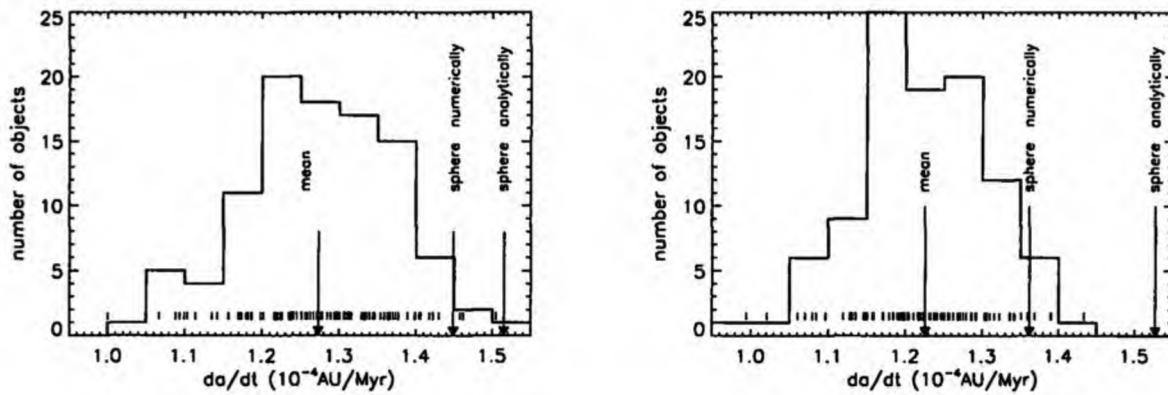 25
20
15
10
5
0
number of objects
mean
sphere numerically
sphere analytically
1.0 1.1 1.2 1.3 1.4 1.5
da/dt (10⁻⁴AU/Myr)
25
20
15
10
5
0
number of objects
mean
sphere numerically
sphere analytically
1.0 1.1 1.2 1.3 1.4 1.5
da/dt (10⁻⁴AU/Myr)